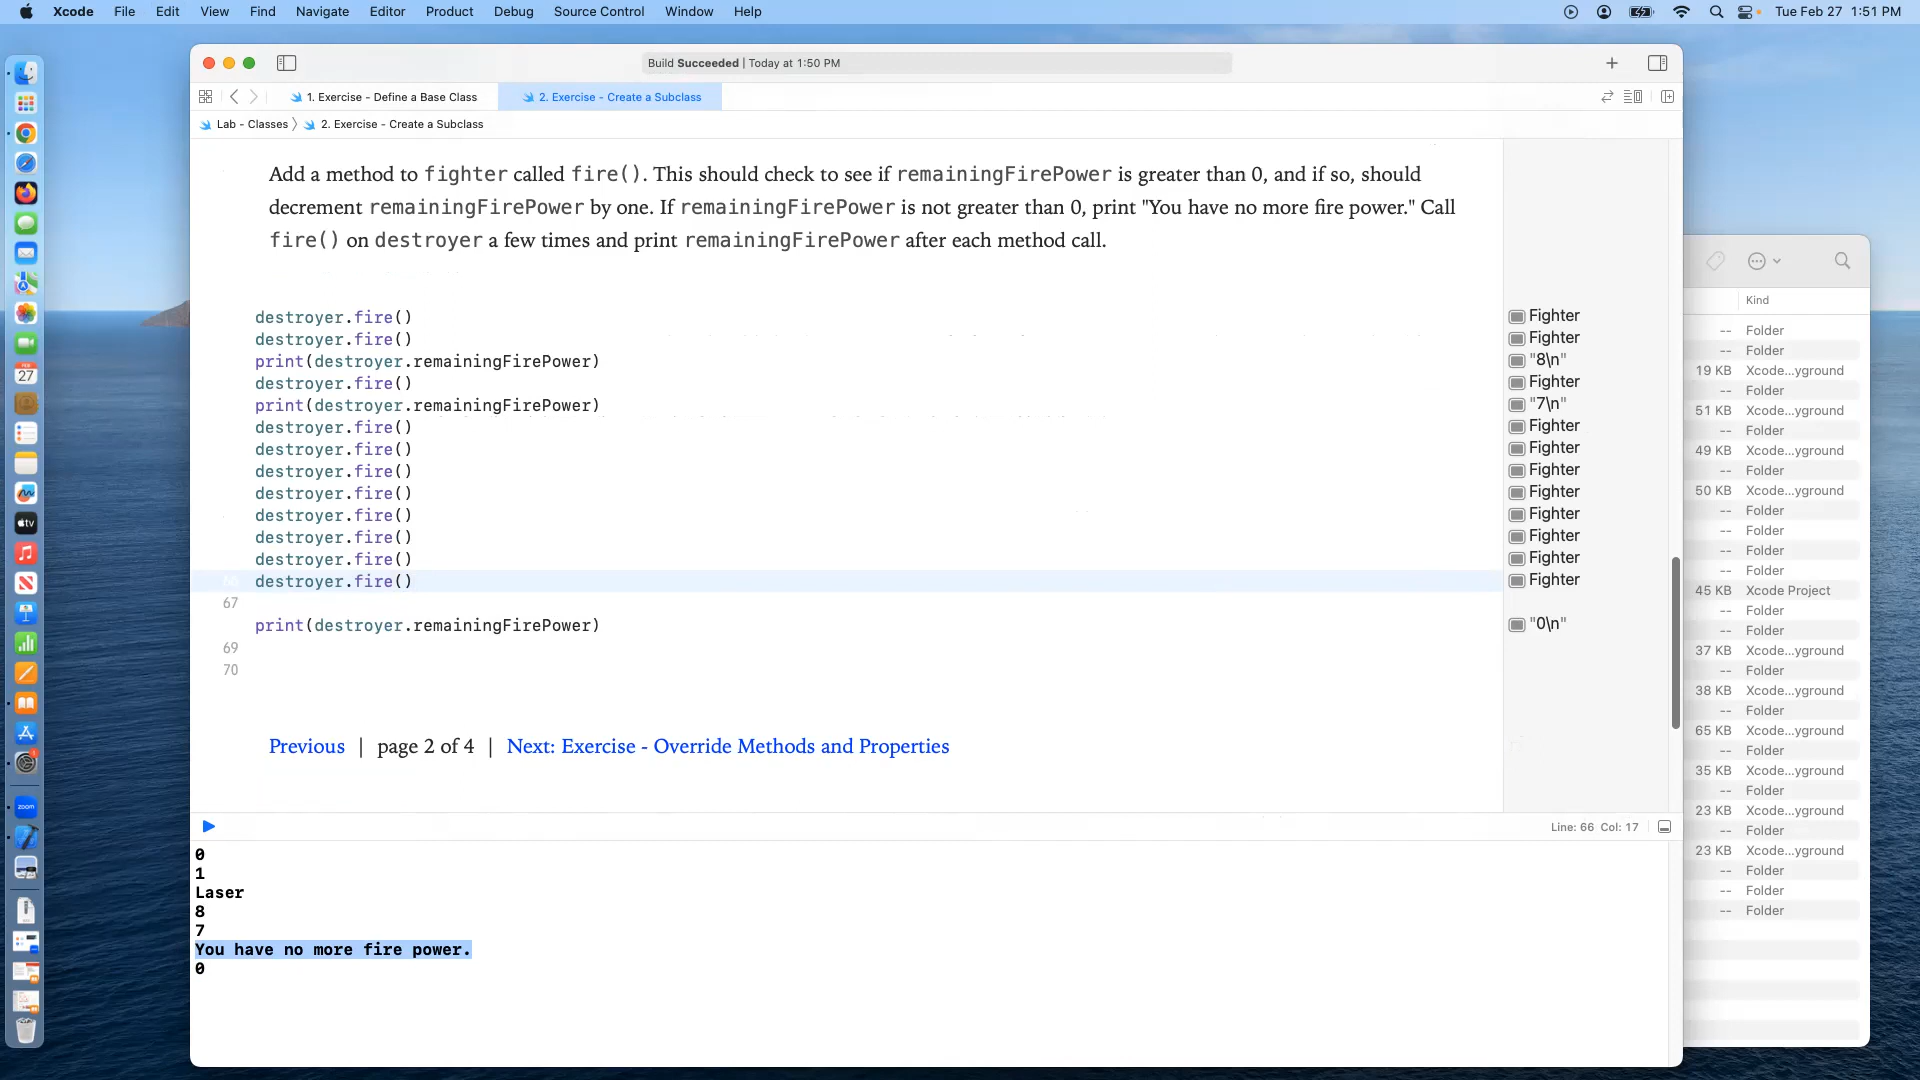 Xcode File Edit View Find Navigate Editor Product Debug Source Control Window Help Tue Feb 27 1:51 PM
Build Succeeded | Today at 1:50 PM
1. Exercise - Define a Base Class 2. Exercise - Create a Subclass
Lab - Classes 2. Exercise - Create a Subclass
Add a method to fighter called fire(). This should check to see if remainingFirePower is greater than 0, and if so, should
decrement remainingFirePower by one. If remainingFirePower is not greater than 0, print "You have no more fire power." Call
fire() on destroyer a few times and print remainingFirePower after each method call.
destroyer.fire() Fighter
destroyer.fire() Fighter
print(destroyer.remainingFirePower) "8\n"
destroyer.fire() Fighter
print(destroyer.remainingFirePower) "7\n"
destroyer.fire() Fighter
destroyer.fire() Fighter
destroyer.fire() Fighter
destroyer.fire() Fighter
destroyer.fire() Fighter
destroyer.fire() Fighter
destroyer.fire() Fighter
66 destroyer.fire() Fighter
67
print(destroyer.remainingFirePower) "0\n"
69
70
Previous | page 2 of 4 | Next: Exercise - Override Methods and Properties
Line: 66 Col: 17
0
1
Laser
8
7
You have no more fire power.
0
Kind
-- Folder
-- Folder
19 KB Xcode...yground
-- Folder
51 KB Xcode...yground
-- Folder
49 KB Xcode...yground
-- Folder
50 KB Xcode...yground
-- Folder
-- Folder
-- Folder
-- Folder
45 KB Xcode Project
-- Folder
-- Folder
37 KB Xcode...yground
-- Folder
38 KB Xcode...yground
-- Folder
65 KB Xcode...yground
-- Folder
35 KB Xcode...yground
-- Folder
23 KB Xcode...yground
-- Folder
23 KB Xcode...yground
-- Folder
-- Folder
-- Folder
FEB
27
tv
zoom